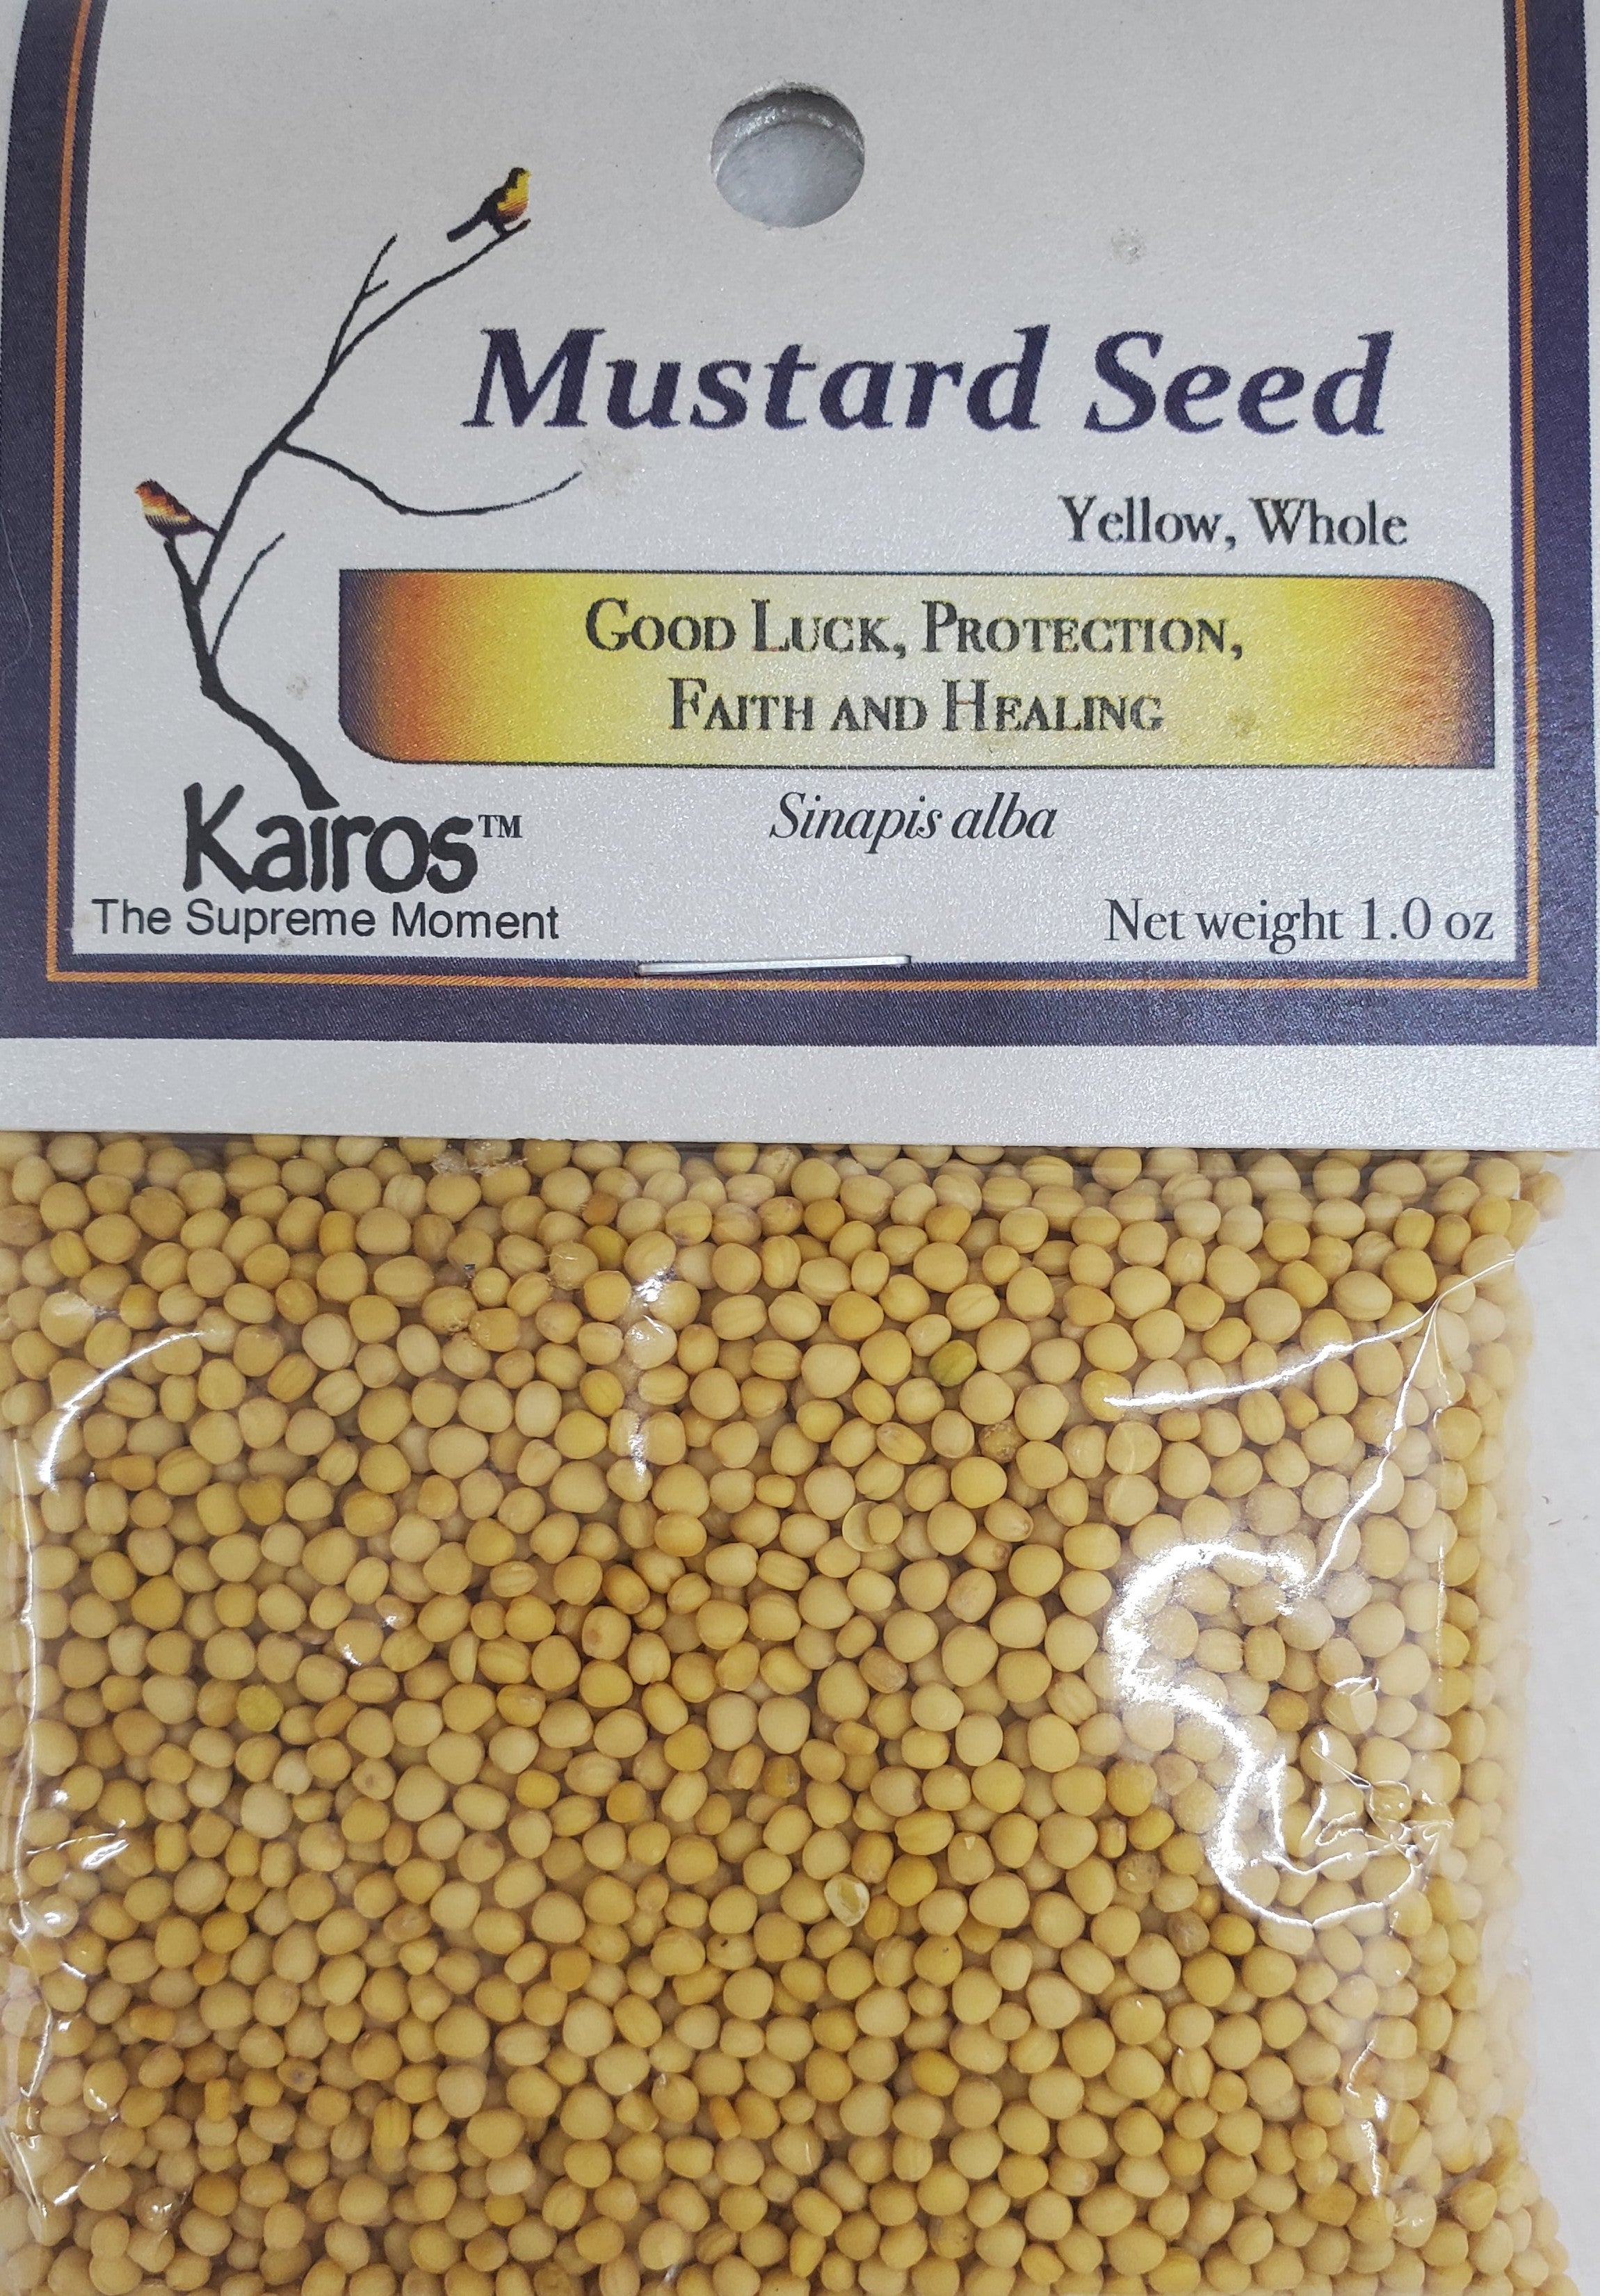 Mustard Seed
Yellow, Whole
Good Luck, Protection,
Faith and Healing
Sinapis alba
Kairos™
The Supreme Moment
Net weight 1.0 oz